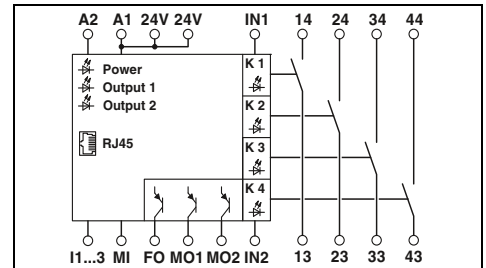 A2 A1 24V 24V IN1 14 24 34 44
K 1
Power
Output 1
K 2
Output 2
RJ45
K 3
K 4
I1...3 MI FO MO1 MO2 IN2 13 23 33 43